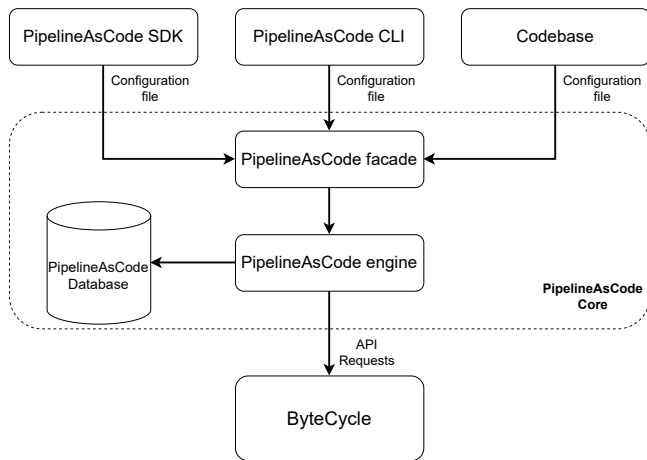 PipelineAsCode SDK
PipelineAsCode CLI
Codebase
Configuration
file
Configuration
file
Configuration
file
PipelineAsCode facade
PipelineAsCode
Database
PipelineAsCode engine
PipelineAsCode
Core
API
Requests
ByteCycle